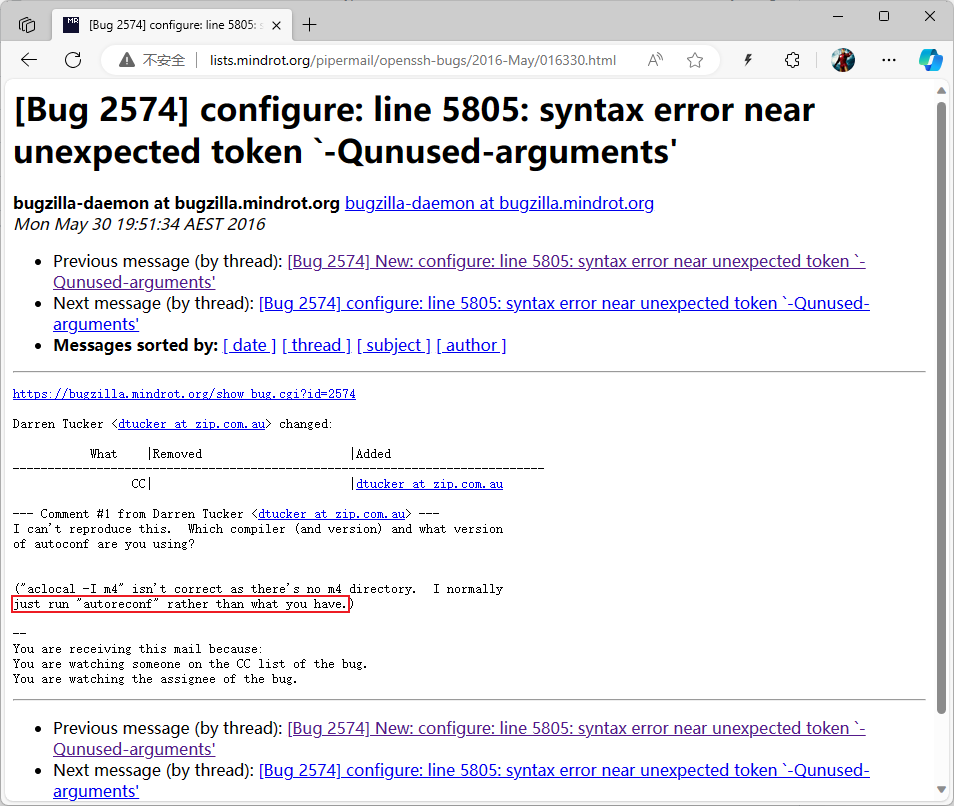 [Bug 2574] configure: line 5805: s
不安全
lists.mindrot.org/pipermail/openssh-bugs/2016-May/016330.html
[Bug 2574] configure: line 5805: syntax error near
unexpected token `-Qunused-arguments'
bugzilla-daemon at bugzilla.mindrot.org bugzilla-daemon at bugzilla.mindrot.org
Mon May 30 19:51:34 AEST 2016
• Previous message (by thread): [Bug 2574] New: configure: line 5805: syntax error near unexpected token `-
Qunused-arguments'
• Next message (by thread): [Bug 2574] configure: line 5805: syntax error near unexpected token `-Qunused-
arguments'
• Messages sorted by: [ date ] [ thread ] [ subject ] [ author ]
https://bugzilla.mindrot.org/show_bug.cgi?id=2574
Darren Tucker <dtucker at zip.com.au> changed:
What |Removed |Added
----------------------------------------------------------------------------
CC| |dtucker at zip.com.au
--- Comment #1 from Darren Tucker <dtucker at zip.com.au> ---
I can't reproduce this. Which compiler (and version) and what version
of autoconf are you using?
("aclocal -I m4" isn't correct as there's no m4 directory. I normally
just run "autoreconf" rather than what you have.)
--
You are receiving this mail because:
You are watching someone on the CC list of the bug.
You are watching the assignee of the bug.
• Previous message (by thread): [Bug 2574] New: configure: line 5805: syntax error near unexpected token `-
Qunused-arguments'
• Next message (by thread): [Bug 2574] configure: line 5805: syntax error near unexpected token `-Qunused-
arguments'